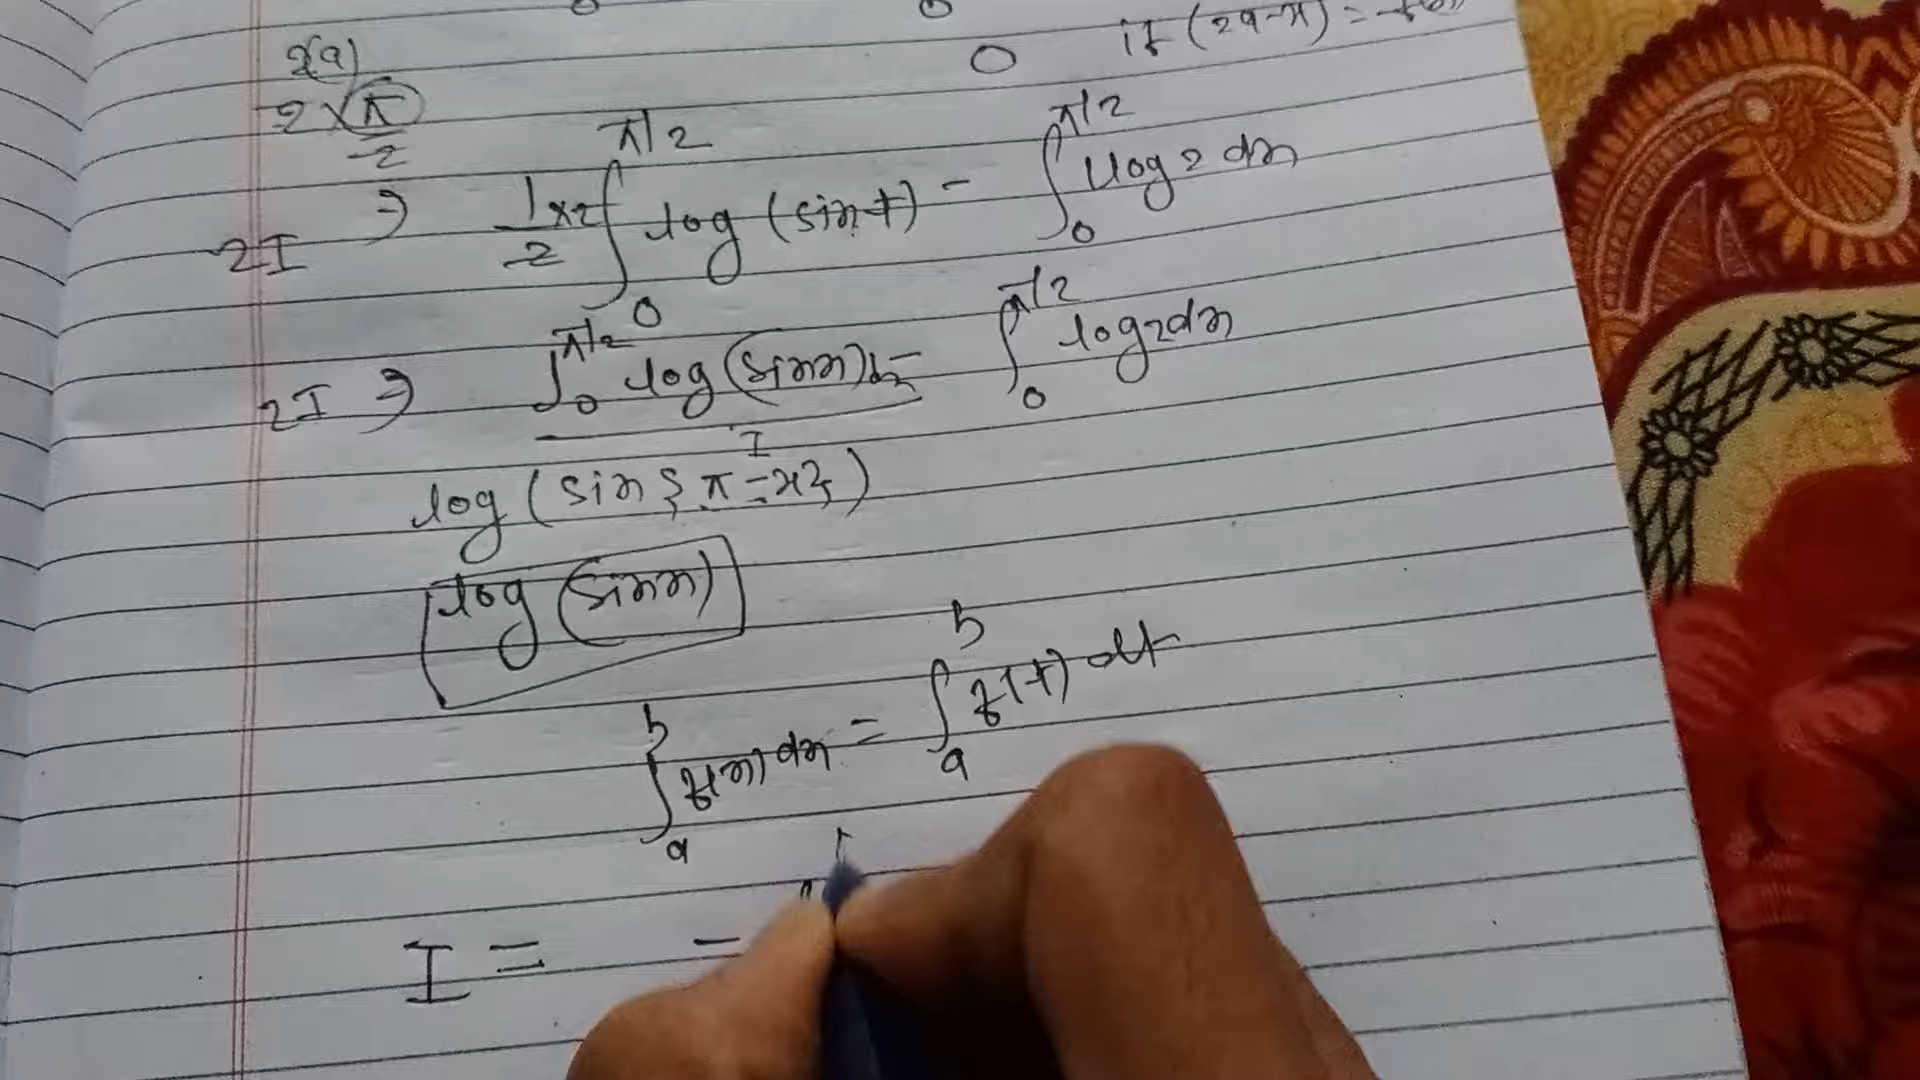 0 if (2a-x) = -f(x)
2(a)
2 × π/2
2I ⇒ 1/2 ×2 ∫₀^(π/2) log (sin t) - ∫₀^(π/2) log 2 dx
2I ⇒ ∫₀^(π/2) log (sin x) dx - ∫₀^(π/2) log 2 dx
I
log ( sin { π - x } )
log (sin x)
∫ₐᵇ f(x) dx = ∫ₐᵇ f(t) dt
I = -